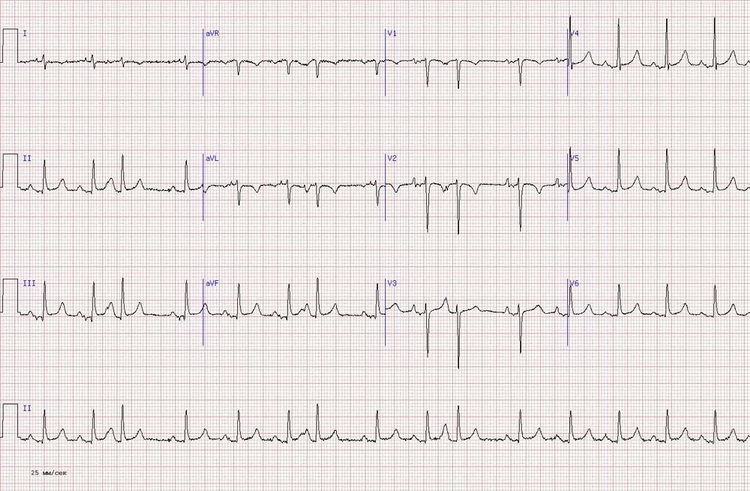 I aVR V1 V4
II aVL V2 V5
III aVF V3 V6
II
25 мм/сек